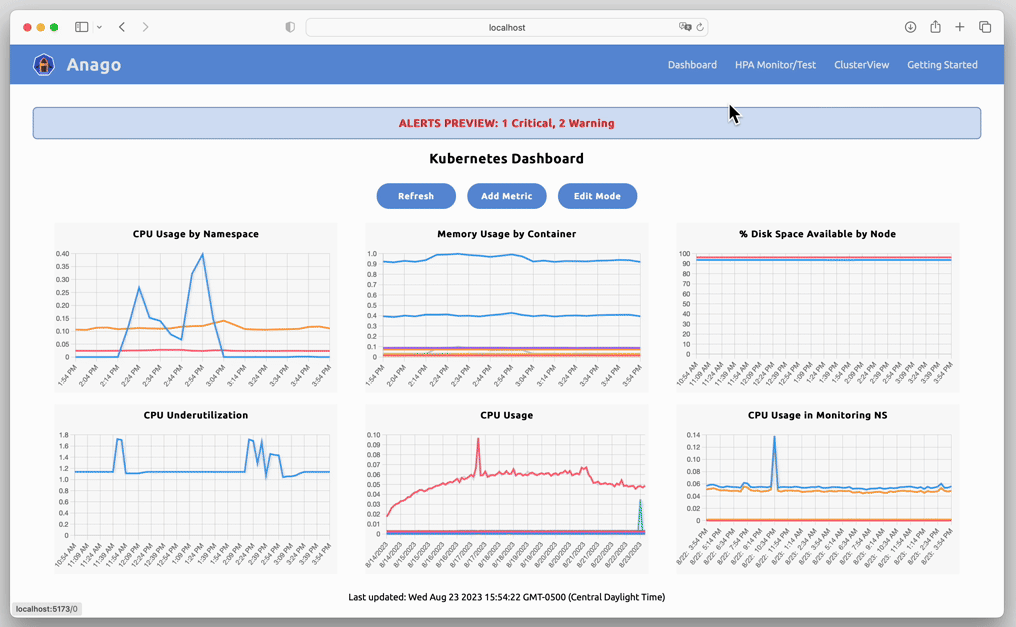 localhost
Anago
Dashboard
HPA Monitor/Test
ClusterView
Getting Started
ALERTS PREVIEW: 1 Critical, 2 Warning
Kubernetes Dashboard
Refresh
Add Metric
Edit Mode
CPU Usage by Namespace
0.40
0.35
0.30
0.25
0.20
0.15
0.10
0.05
0
1:54 PM
2:04 PM
2:14 PM
2:24 PM
2:34 PM
2:44 PM
2:54 PM
3:04 PM
3:14 PM
3:24 PM
3:34 PM
3:44 PM
3:54 PM
Memory Usage by Container
1.0
0.9
0.8
0.7
0.6
0.5
0.4
0.3
0.2
0.1
0
1:54 PM
2:04 PM
2:14 PM
2:24 PM
2:34 PM
2:44 PM
2:54 PM
3:04 PM
3:14 PM
3:24 PM
3:34 PM
3:44 PM
3:54 PM
% Disk Space Available by Node
100
90
80
70
60
50
40
30
20
10
0
10:54 AM
11:09 AM
11:24 AM
11:39 AM
11:54 AM
12:09 PM
12:24 PM
12:39 PM
12:54 PM
1:09 PM
1:24 PM
1:39 PM
1:54 PM
2:09 PM
2:24 PM
2:39 PM
2:54 PM
3:09 PM
3:24 PM
3:39 PM
3:54 PM
CPU Underutilization
1.8
1.6
1.4
1.2
1.0
0.8
0.6
0.4
0.2
0
10:54 AM
11:09 AM
11:24 AM
11:39 AM
11:54 AM
12:09 PM
12:24 PM
12:39 PM
12:54 PM
1:09 PM
1:24 PM
1:39 PM
1:54 PM
2:09 PM
2:24 PM
2:39 PM
2:54 PM
3:09 PM
3:24 PM
3:39 PM
3:54 PM
CPU Usage
0.10
0.09
0.08
0.07
0.06
0.05
0.04
0.03
0.02
0.01
0
8/14/2023
8/14/2023
8/15/2023
8/15/2023
CPU Usage in Monitoring NS
0.14
0.12
0.10
0.08
0.06
0.04
0.02
0
8/22: 3:54 PM
8/22: 5:14 PM
8/22: 6:34 PM
8/22: 7:54 PM
8/22: 9:14 PM
8/22: 10:34 PM
8/22: 11:54 PM
8/23: 1:14 AM
8/23: 2:34 AM
8/23: 3:54 AM
8/23: 5:14 AM
8/23: 6:34 AM
8/23: 7:54 AM
8/23: 9:14 AM
8/23: 10:34 AM
8/23: 11:54 AM
8/23: 1:14 PM
8/23: 2:34 PM
8/23: 3:54 PM
Last updated: Wed Aug 23 2023 15:54:22 GMT-0500 (Central Daylight Time)
localhost:5173/0